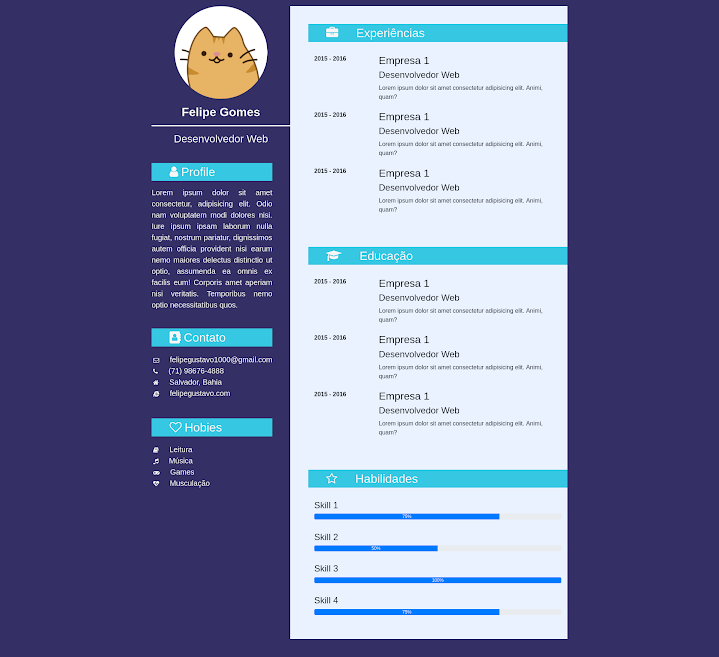 Felipe Gomes
Desenvolvedor Web
Profile
Lorem ipsum dolor sit amet
consectetur, adipisicing elit. Odio
nam voluptatem modi dolores nisi.
Iure ipsum ipsam laborum nulla
fugiat, nostrum pariatur, dignissimos
autem officia provident nisi earum
nemo maiores delectus distinctio ut
optio, assumenda ea omnis ex
facilis eum! Corporis amet aperiam
nisi veritatis. Temporibus nemo
optio necessitatibus quos.
Contato
felipegustavo1000@gmail.com
(71) 98676-4888
Salvador, Bahia
felipegustavo.com
Hobies
Leitura
Música
Games
Musculação
Experiências
2015 - 2016
Empresa 1
Desenvolvedor Web
Lorem ipsum dolor sit amet consectetur adipisicing elit. Animi,
quam?
2015 - 2016
Empresa 1
Desenvolvedor Web
Lorem ipsum dolor sit amet consectetur adipisicing elit. Animi,
quam?
2015 - 2016
Empresa 1
Desenvolvedor Web
Lorem ipsum dolor sit amet consectetur adipisicing elit. Animi,
quam?
Educação
2015 - 2016
Empresa 1
Desenvolvedor Web
Lorem ipsum dolor sit amet consectetur adipisicing elit. Animi,
quam?
2015 - 2016
Empresa 1
Desenvolvedor Web
Lorem ipsum dolor sit amet consectetur adipisicing elit. Animi,
quam?
2015 - 2016
Empresa 1
Desenvolvedor Web
Lorem ipsum dolor sit amet consectetur adipisicing elit. Animi,
quam?
Habilidades
Skill 1
75%
Skill 2
50%
Skill 3
100%
Skill 4
75%